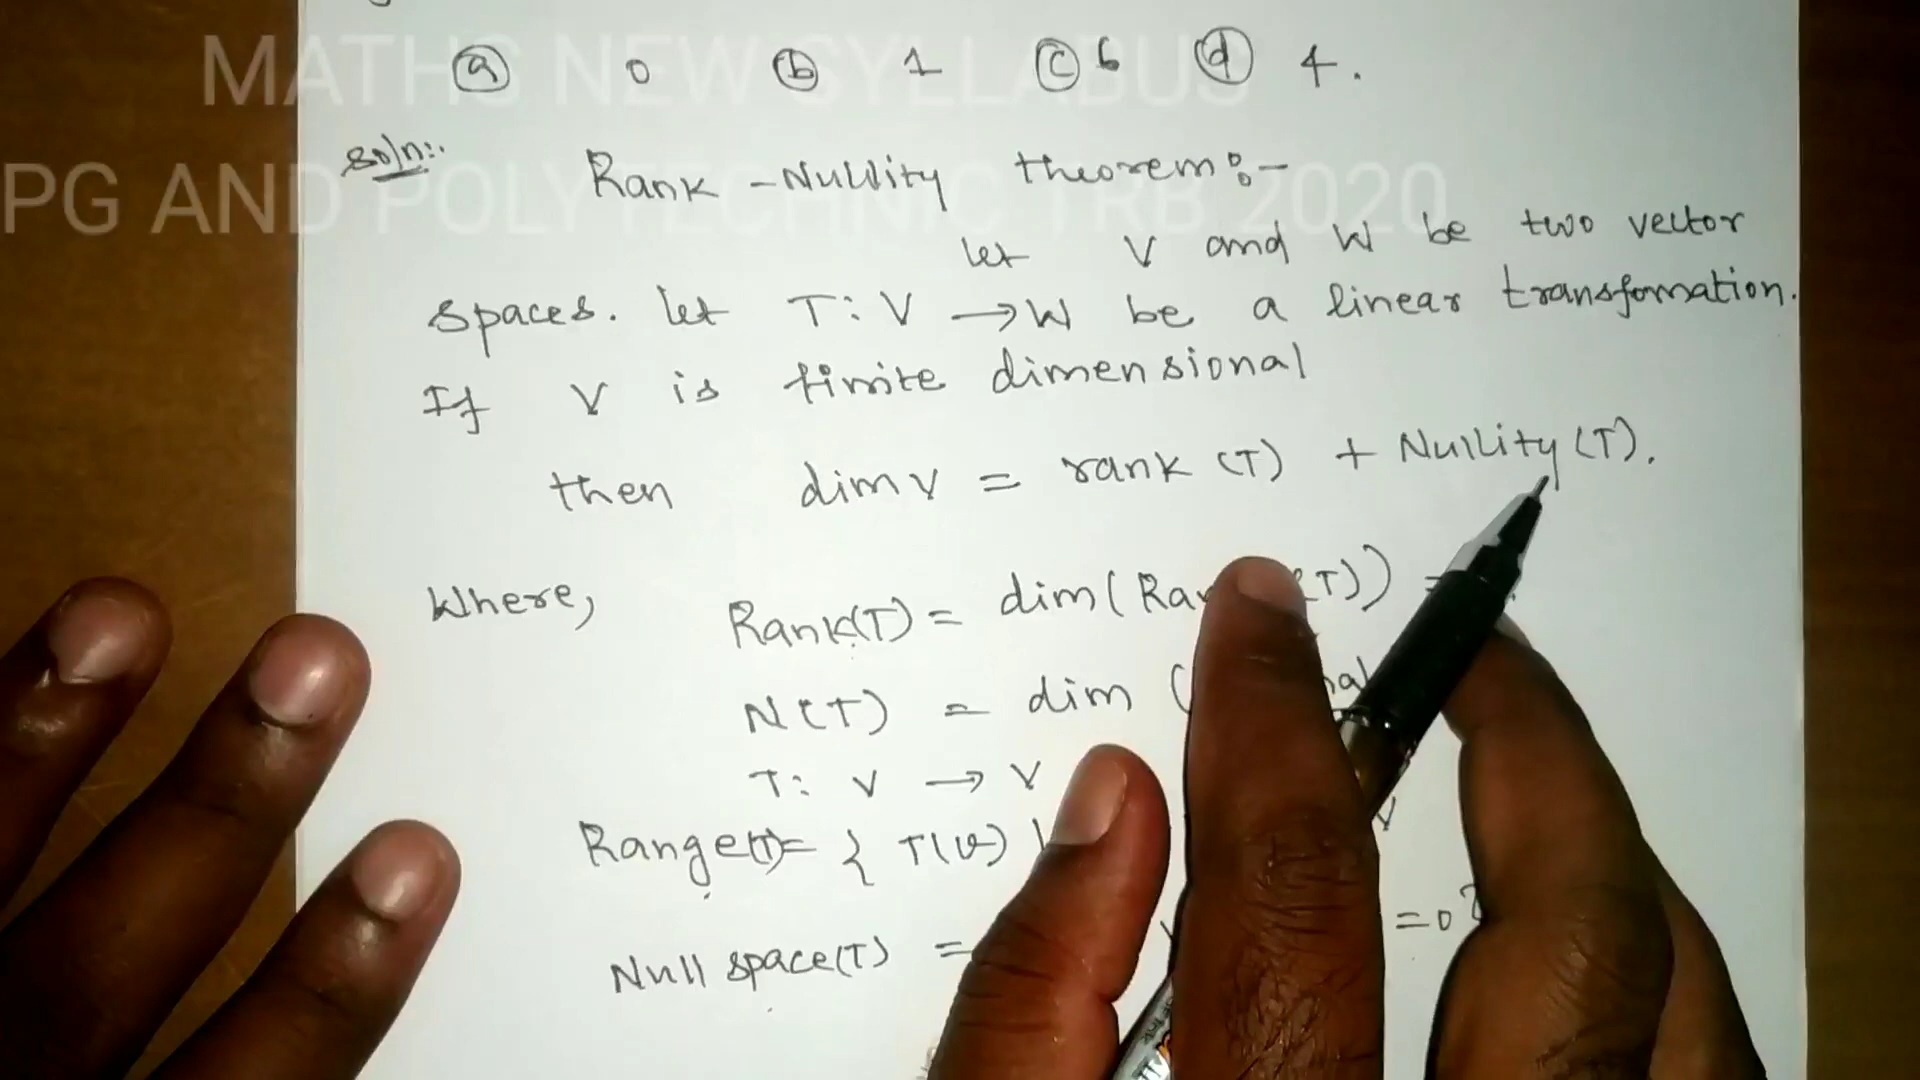 MATHS NEW SYLLABUS
PG AND POLYTECHNIC TRB 2020
(a) 0 (b) 1 (c) 6 (d) 4.
Soln:.
Rank - Nullity theorem:-
let V and W be two vector
spaces. let T: V → W be a linear transformation.
If V is finite dimensional
then dim V = rank (T) + Nullity (T).
Where,
Rank(T) = dim( (T)) =
N(T) = dim (
T: V → V
Range(T)= { T(v) | V
Null space(T) = =0}